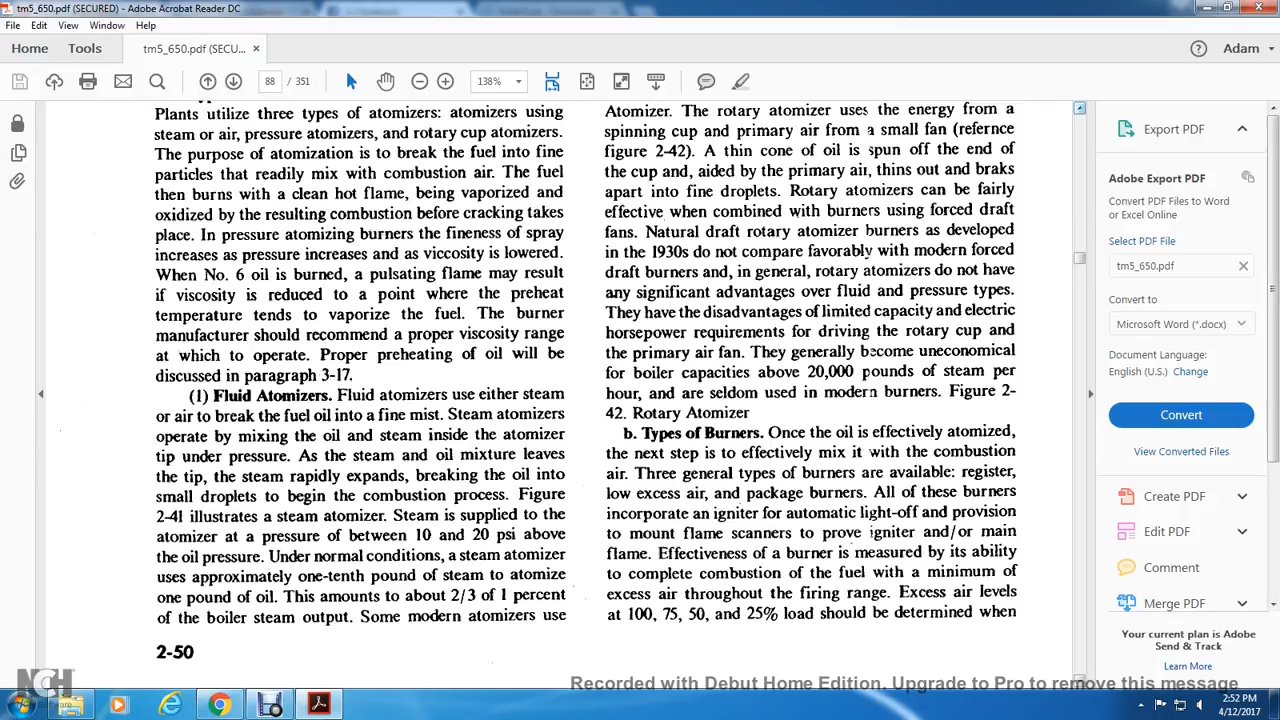 tm5_650.pdf (SECURED) - Adobe Acrobat Reader DC
File Edit View Window Help
Home Tools tm5_650.pdf (SECU... × Adam
88 / 351 138%
Plants utilize three types of atomizers: atomizers using
steam or air, pressure atomizers, and rotary cup atomizers.
The purpose of atomization is to break the fuel into fine
particles that readily mix with combustion air. The fuel
then burns with a clean hot flame, being vaporized and
oxidized by the resulting combustion before cracking takes
place. In pressure atomizing burners the fineness of spray
increases as pressure increases and as viccosity is lowered.
When No. 6 oil is burned, a pulsating flame may result
if viscosity is reduced to a point where the preheat
temperature tends to vaporize the fuel. The burner
manufacturer should recommend a proper viscosity range
at which to operate. Proper preheating of oil will be
discussed in paragraph 3-17.
(1) Fluid Atomizers. Fluid atomizers use either steam
or air to break the fuel oil into a fine mist. Steam atomizers
operate by mixing the oil and steam inside the atomizer
tip under pressure. As the steam and oil mixture leaves
the tip, the steam rapidly expands, breaking the oil into
small droplets to begin the combustion process. Figure
2-41 illustrates a steam atomizer. Steam is supplied to the
atomizer at a pressure of between 10 and 20 psi above
the oil pressure. Under normal conditions, a steam atomizer
uses approximately one-tenth pound of steam to atomize
one pound of oil. This amounts to about 2/3 of 1 percent
of the boiler steam output. Some modern atomizers use
2-50
Atomizer. The rotary atomizer uses the energy from a
spinning cup and primary air from a small fan (refernce
figure 2-42). A thin cone of oil is spun off the end of
the cup and, aided by the primary air, thins out and braks
apart into fine droplets. Rotary atomizers can be fairly
effective when combined with burners using forced draft
fans. Natural draft rotary atomizer burners as developed
in the 1930s do not compare favorably with modern forced
draft burners and, in general, rotary atomizers do not have
any significant advantages over fluid and pressure types.
They have the disadvantages of limited capacity and electric
horsepower requirements for driving the rotary cup and
the primary air fan. They generally become uneconomical
for boiler capacities above 20,000 pounds of steam per
hour, and are seldom used in modern burners. Figure 2-
42. Rotary Atomizer
b. Types of Burners. Once the oil is effectively atomized,
the next step is to effectively mix it with the combustion
air. Three general types of burners are available: register,
low excess air, and package burners. All of these burners
incorporate an igniter for automatic light-off and provision
to mount flame scanners to prove igniter and/or main
flame. Effectiveness of a burner is measured by its ability
to complete combustion of the fuel with a minimum of
excess air throughout the firing range. Excess air levels
at 100, 75, 50, and 25% load should be determined when
Export PDF
Adobe Export PDF
Convert PDF Files to Word
or Excel Online
Select PDF File
tm5_650.pdf
Convert to
Microsoft Word (*.docx)
Document Language:
English (U.S.) Change
Convert
View Converted Files
Create PDF
Edit PDF
Comment
Merge PDF
Your current plan is Adobe
Send & Track
Learn More
NCH
Software
Recorded with Debut Home Edition. Upgrade to Pro to remove this message
2:52 PM
4/12/2017